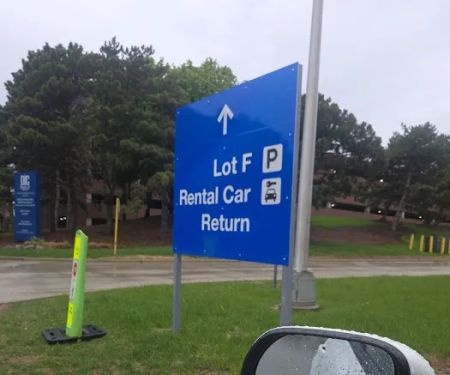 Lot F P
Rental Car
Return